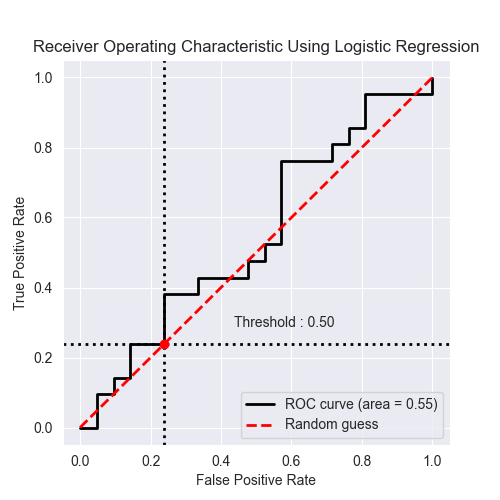 Receiver Operating Characteristic Using Logistic Regression
1.0
0.8
0.6
0.4
0.2
0.0
True Positive Rate
Threshold : 0.50
ROC curve (area = 0.55)
Random guess
0.0 0.2 0.4 0.6 0.8 1.0
False Positive Rate